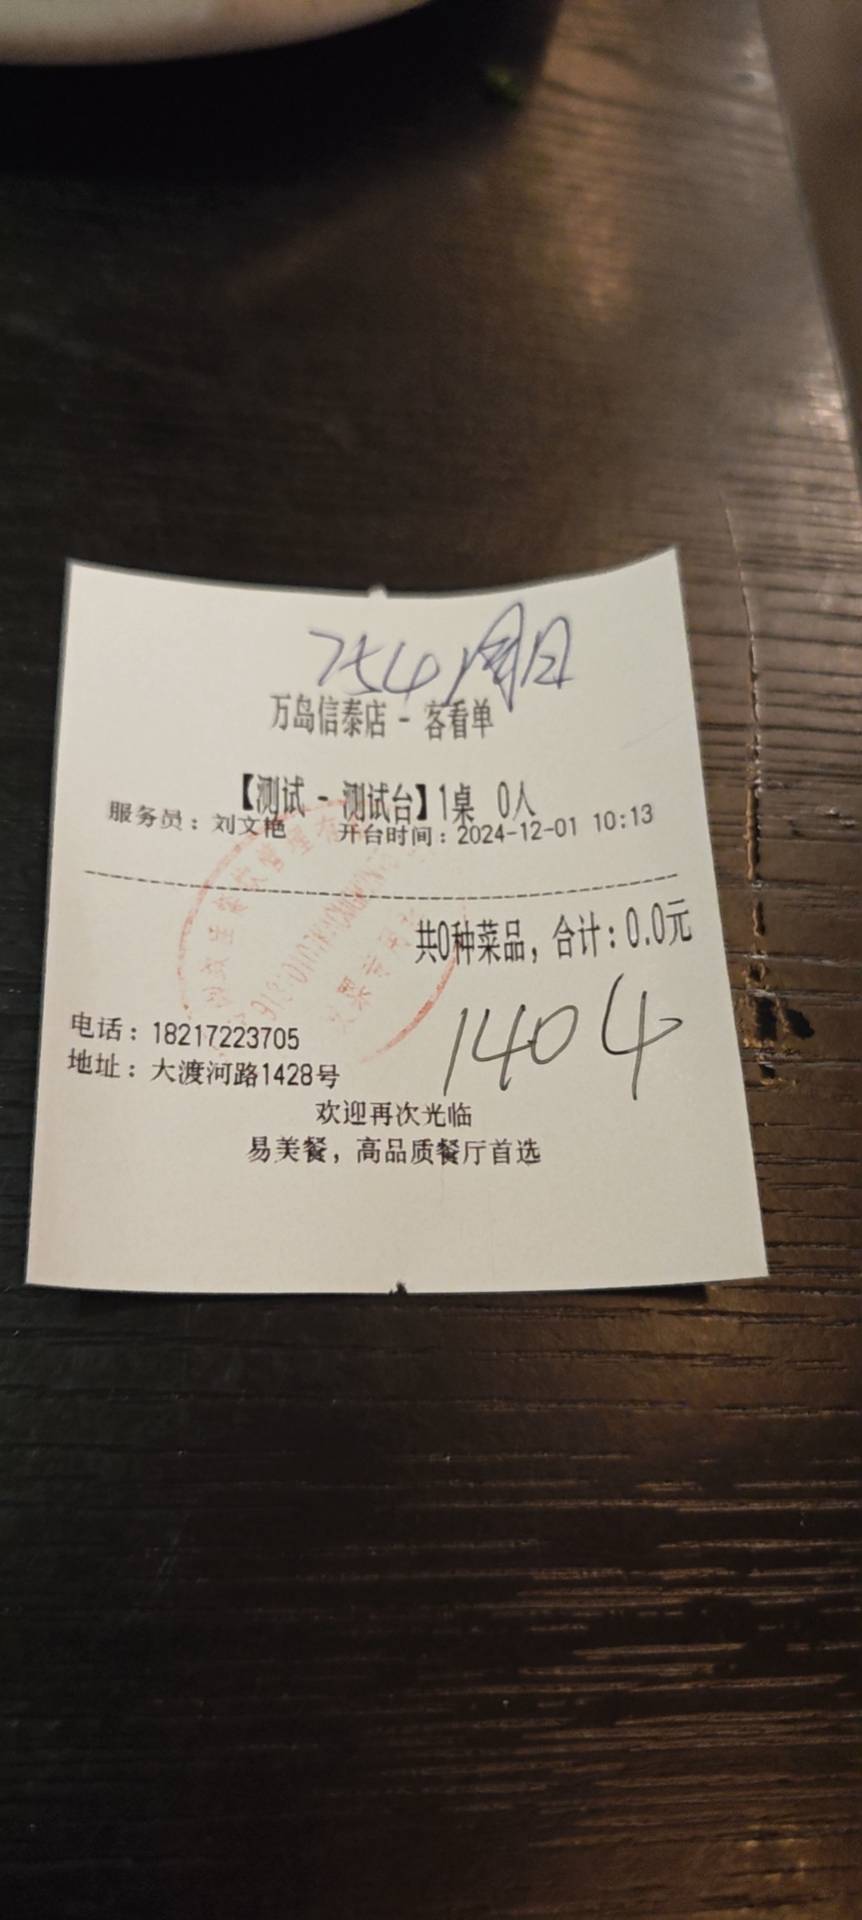 754 周日
万岛信泰店 - 客看单
【测试 - 测试台】1桌 0人
服务员：刘文艳 开台时间：2024-12-01 10:13
共0种菜品，合计：0.0元
1404
电话：18217223705
地址：大渡河路1428号
欢迎再次光临
易美餐，高品质餐厅首选